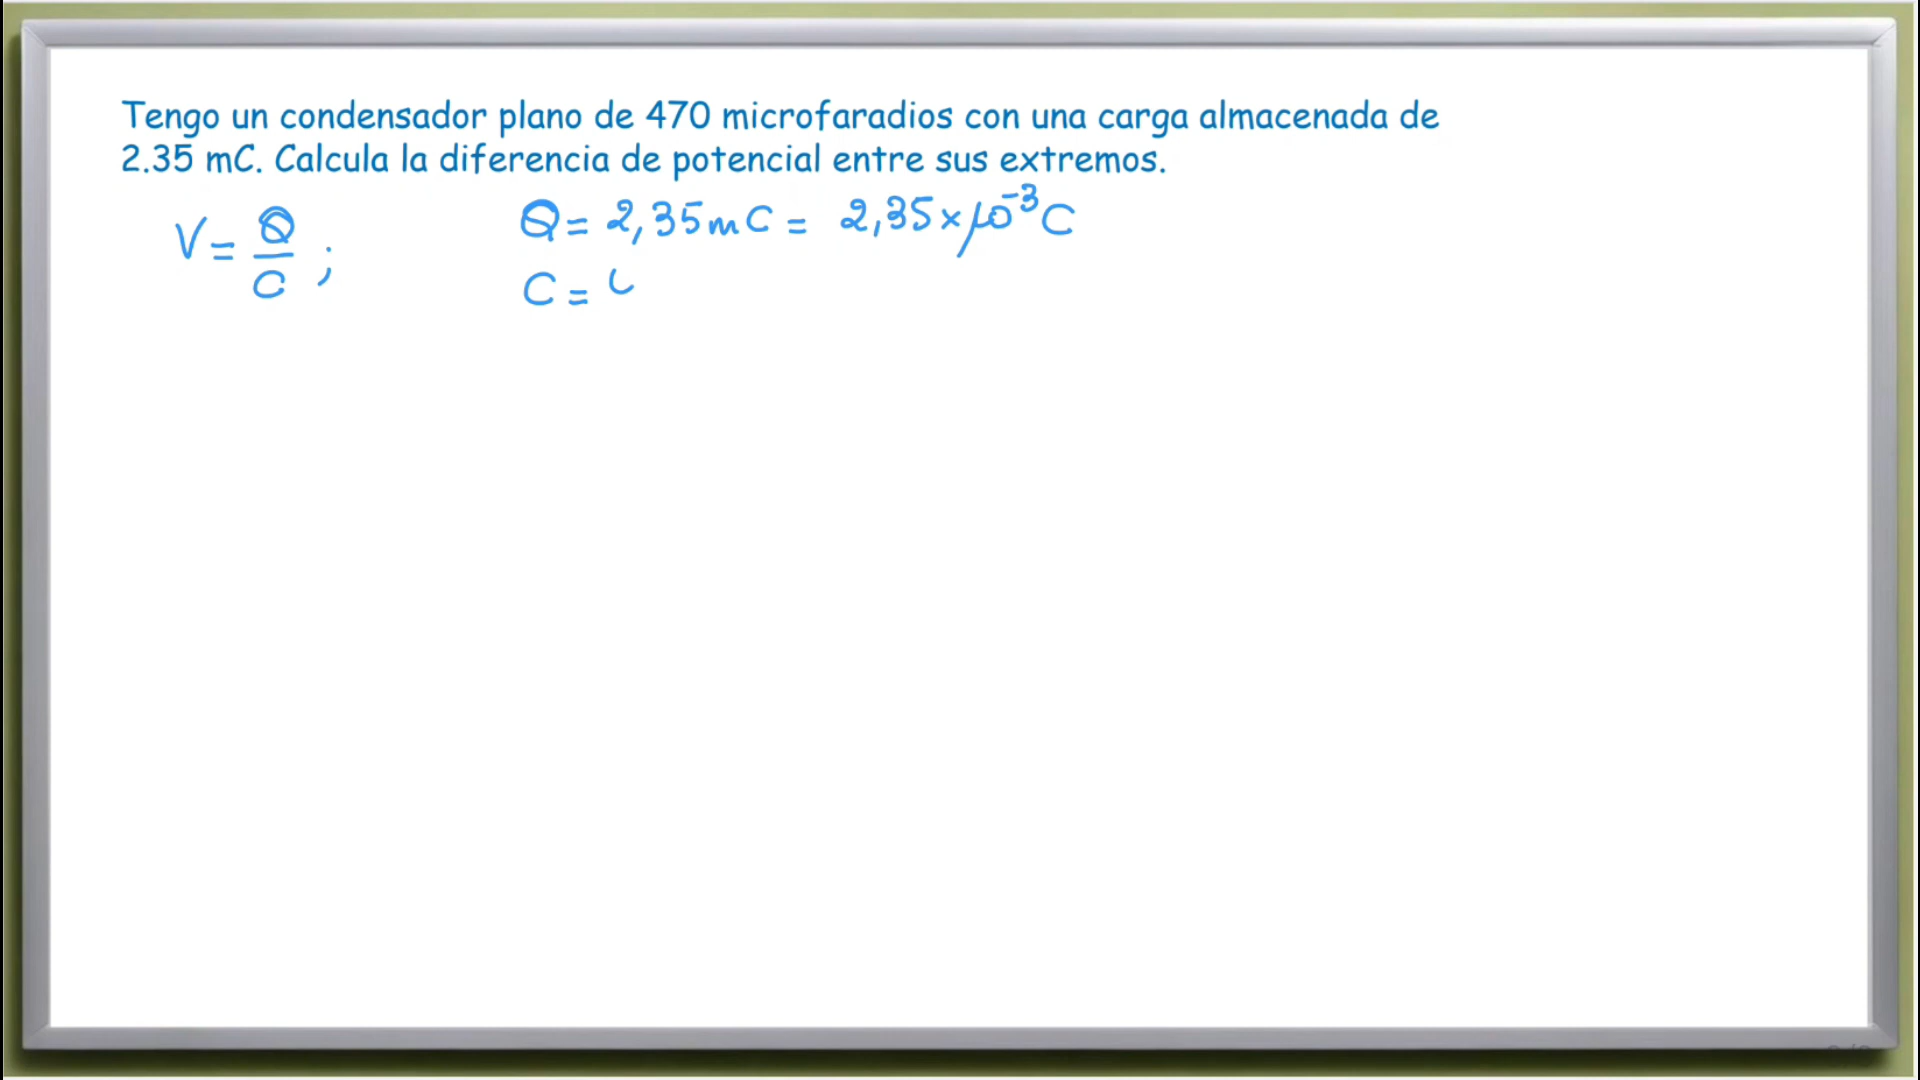 Tengo un condensador plano de 470 microfaradios con una carga almacenada de
2.35 mC. Calcula la diferencia de potencial entre sus extremos.
V = Q/C ;
Q = 2,35 mC = 2,35 × 10⁻³ C
C =